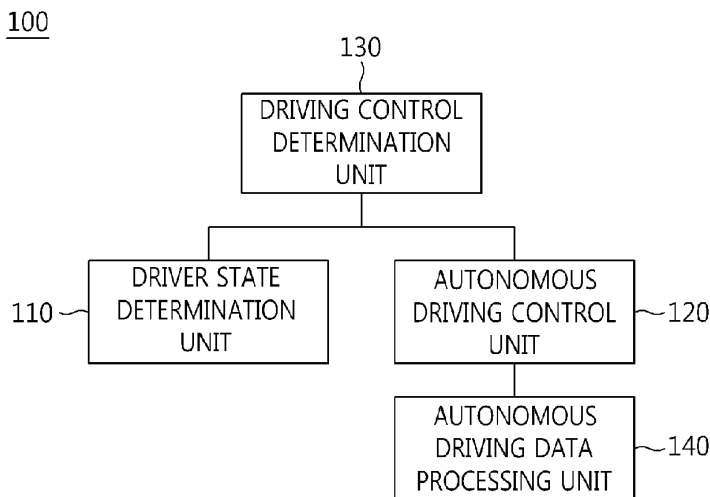 100
130
DRIVING CONTROL
DETERMINATION
UNIT
DRIVER STATE
DETERMINATION
UNIT
110
AUTONOMOUS
DRIVING CONTROL
UNIT
120
AUTONOMOUS
DRIVING DATA
PROCESSING UNIT
140